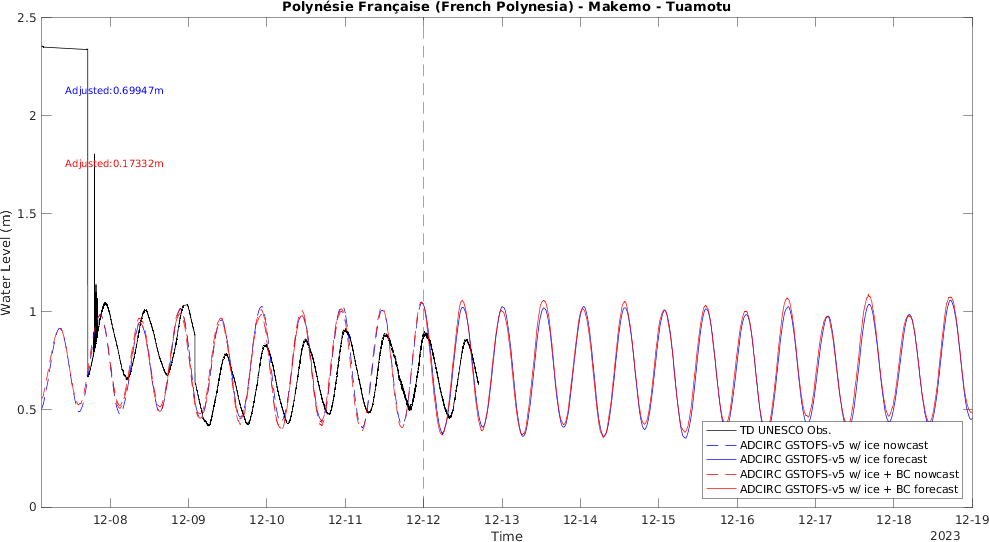 Polynésie Française (French Polynesia) - Makemo - Tuamotu
2.5
2
1.5
1
0.5
0
Water Level (m)
Adjusted:0.69947m
Adjusted:0.17332m
TD UNESCO Obs.
ADCIRC GSTOFS-v5 w/ ice nowcast
ADCIRC GSTOFS-v5 w/ ice forecast
ADCIRC GSTOFS-v5 w/ ice + BC nowcast
ADCIRC GSTOFS-v5 w/ ice + BC forecast
12-08 12-09 12-10 12-11 12-12 12-13 12-14 12-15 12-16 12-17 12-18 12-19
Time
2023